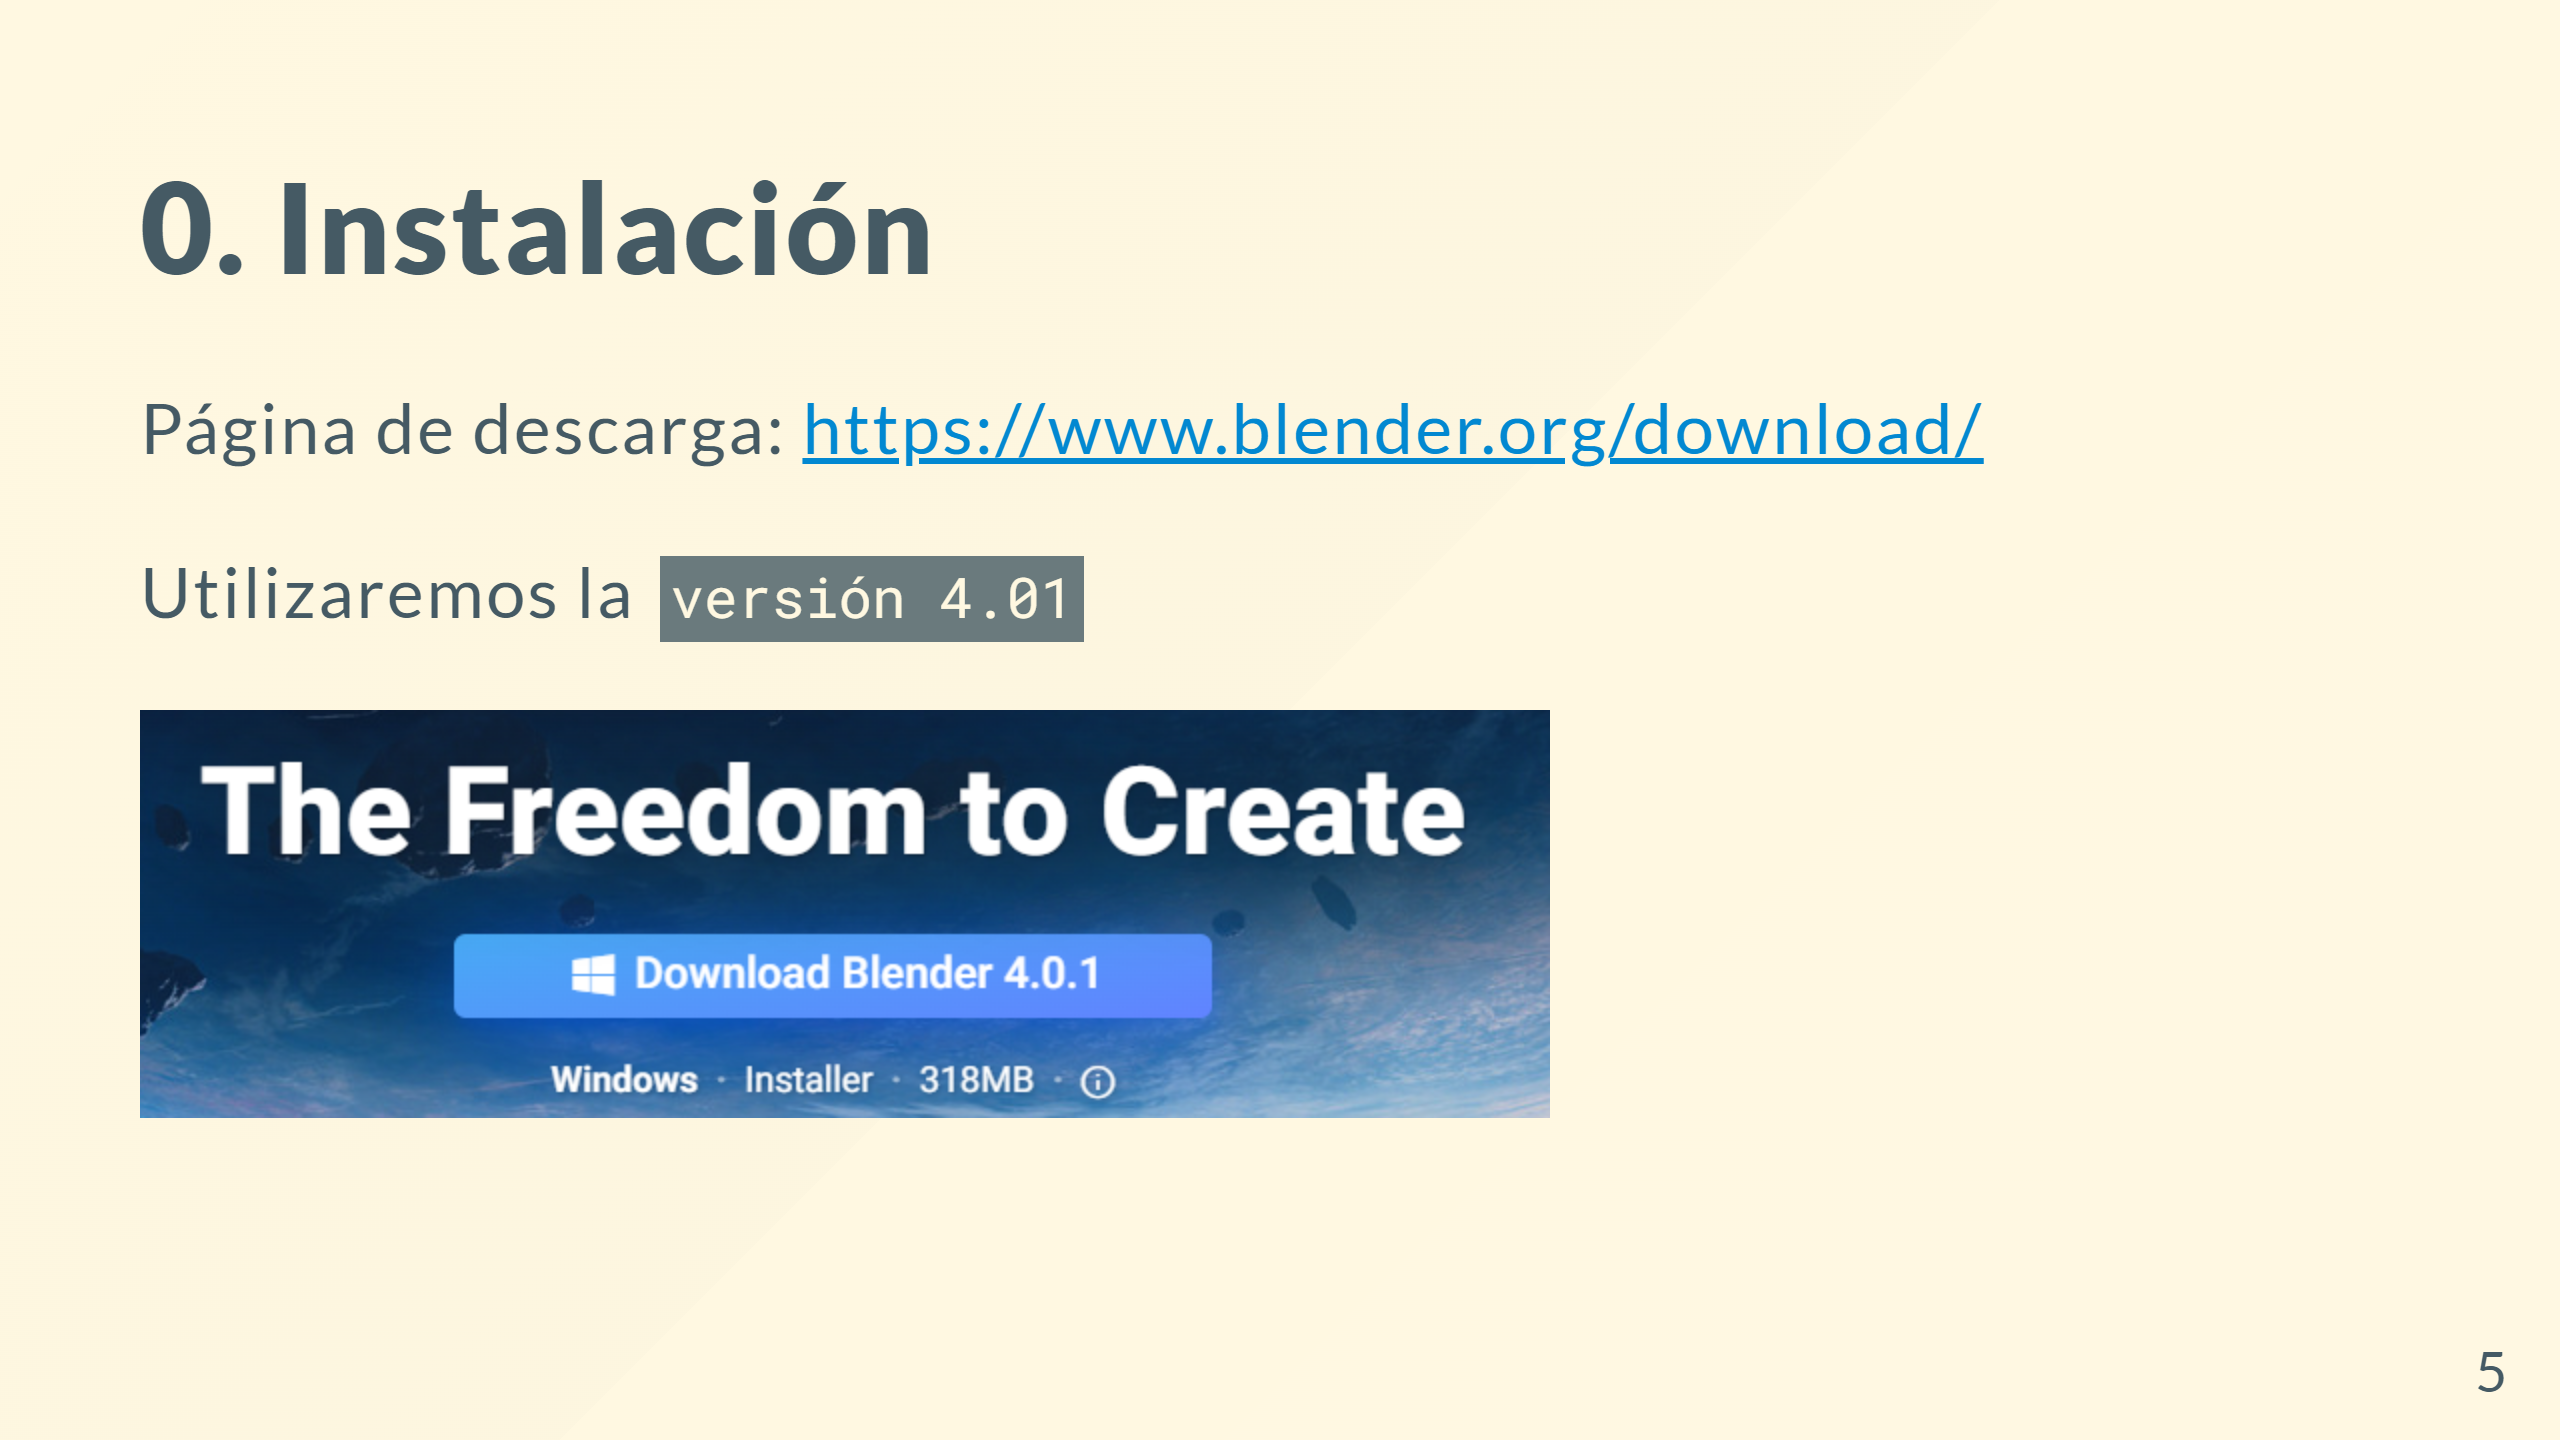 0. Instalación
Página de descarga: https://www.blender.org/download/
Utilizaremos la versión 4.01
The Freedom to Create
Download Blender 4.0.1
Windows · Installer · 318MB ·
5